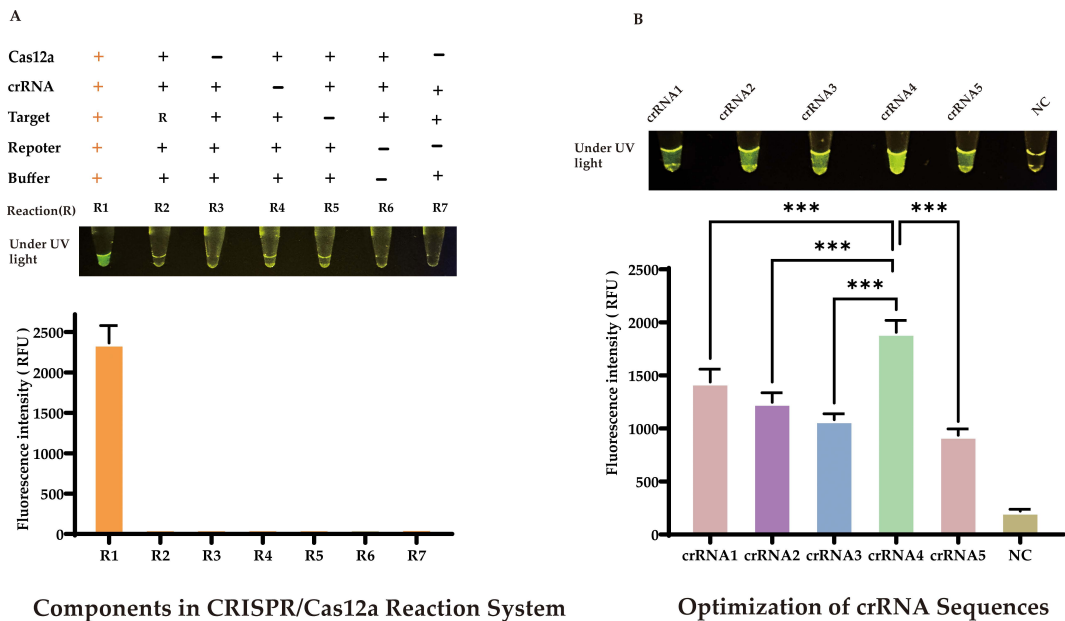 A
Cas12a + + − + + + −
crRNA + + + − + + +
Target + R + + − + +
Repoter + + + + + − −
Buffer + + + + + − +
Reaction(R) R1 R2 R3 R4 R5 R6 R7
Under UV
light
Fluorescence intensity ( RFU)
2500
2000
1500
1000
500
0
R1 R2 R3 R4 R5 R6 R7
Components in CRISPR/Cas12a Reaction System
B
crRNA1 crRNA2 crRNA3 crRNA4 crRNA5 NC
Under UV
light
*** ***
***
***
Fluorescence intensity ( RFU )
2500
2000
1500
1000
500
0
crRNA1 crRNA2 crRNA3 crRNA4 crRNA5 NC
Optimization of crRNA Sequences